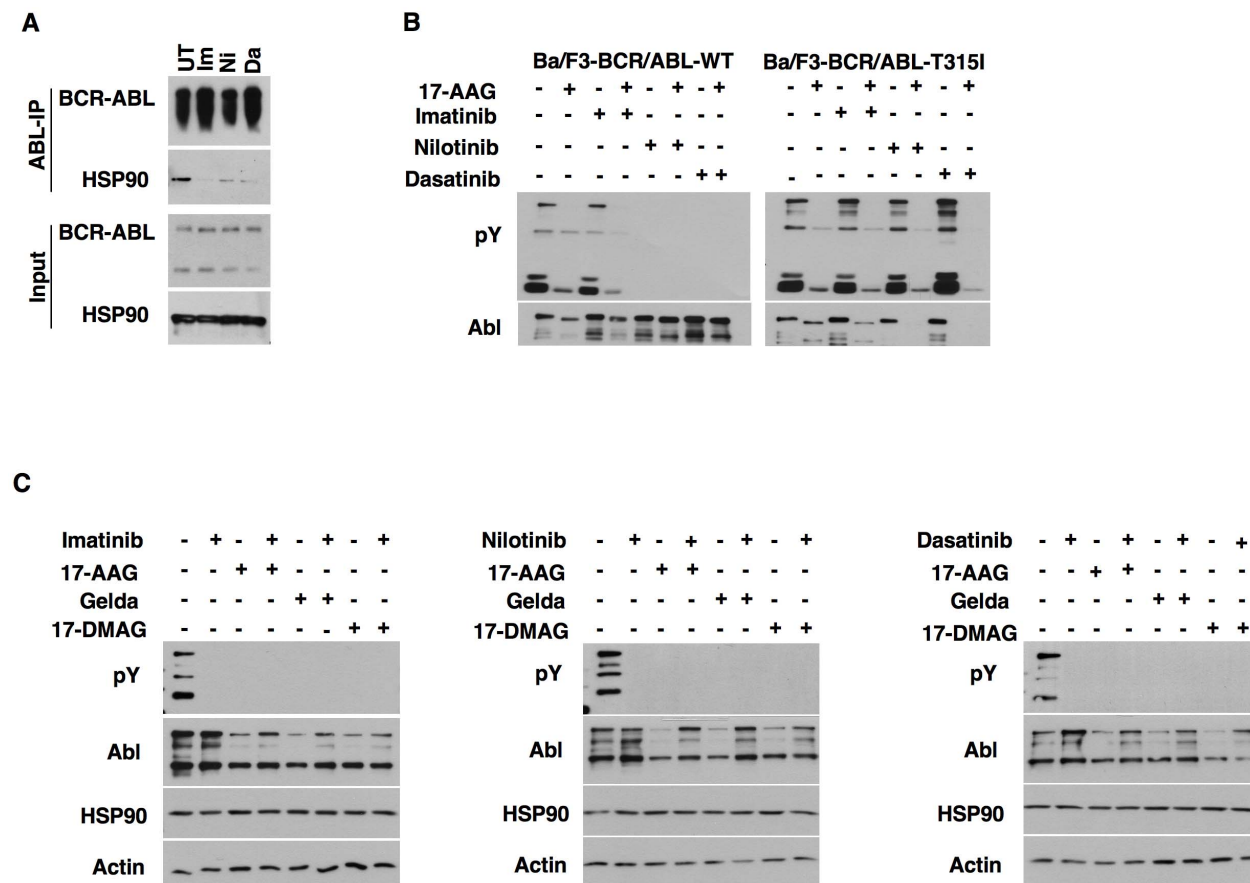 A
UT Im Ni Da
ABL-IP
BCR-ABL
HSP90
Input
BCR-ABL
HSP90
B
Ba/F3-BCR/ABL-WT Ba/F3-BCR/ABL-T315I
17-AAG - + - + - + - + - + - + - + - +
Imatinib - - + + - - - - - - + + - - - -
Nilotinib - - - - + + - - - - - - + + - -
Dasatinib - - - - - - + + - - - - - - + +
pY
Abl
C
Imatinib - + - + - + - +
17-AAG - - + + - - - -
Gelda - - - - + + - -
17-DMAG - - - - - - + +
pY
Abl
HSP90
Actin
Nilotinib - + - + - + - +
17-AAG - - + + - - - -
Gelda - - - - + + - -
17-DMAG - - - - - - + +
pY
Abl
HSP90
Actin
Dasatinib - + - + - + - +
17-AAG - - + + - - - -
Gelda - - - - + + - -
17-DMAG - - - - - - + +
pY
Abl
HSP90
Actin